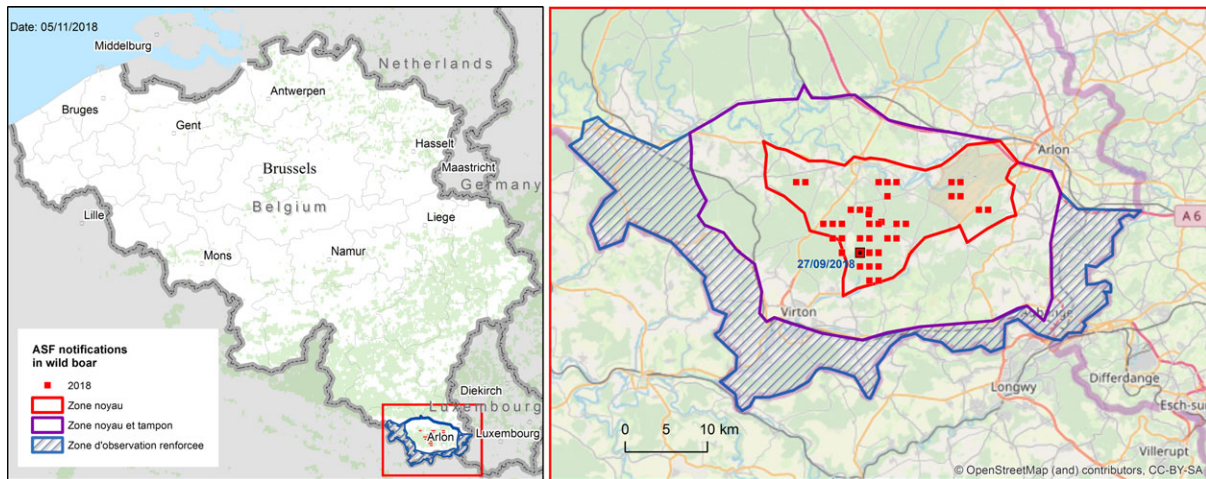 Date: 05/11/2018
Middelburg
Netherlands
Antwerpen
Bruges
Gent
Hasselt
Brussels
Maastricht
Germany
Belgium
Lille
Liege
Mons
Namur
ASF notifications
in wild boar
2018
Zone noyau
Zone noyau et tampon
Zone d'observation renforcee
Diekirch
Luxembourg
Arlon
Luxembourg
Arlon
A 6
27/09/2018
Virton
Longwy
Differdange
Esch-sur
Villerupt
0 5 10 km
© OpenStreetMap (and) contributors, CC-BY-SA